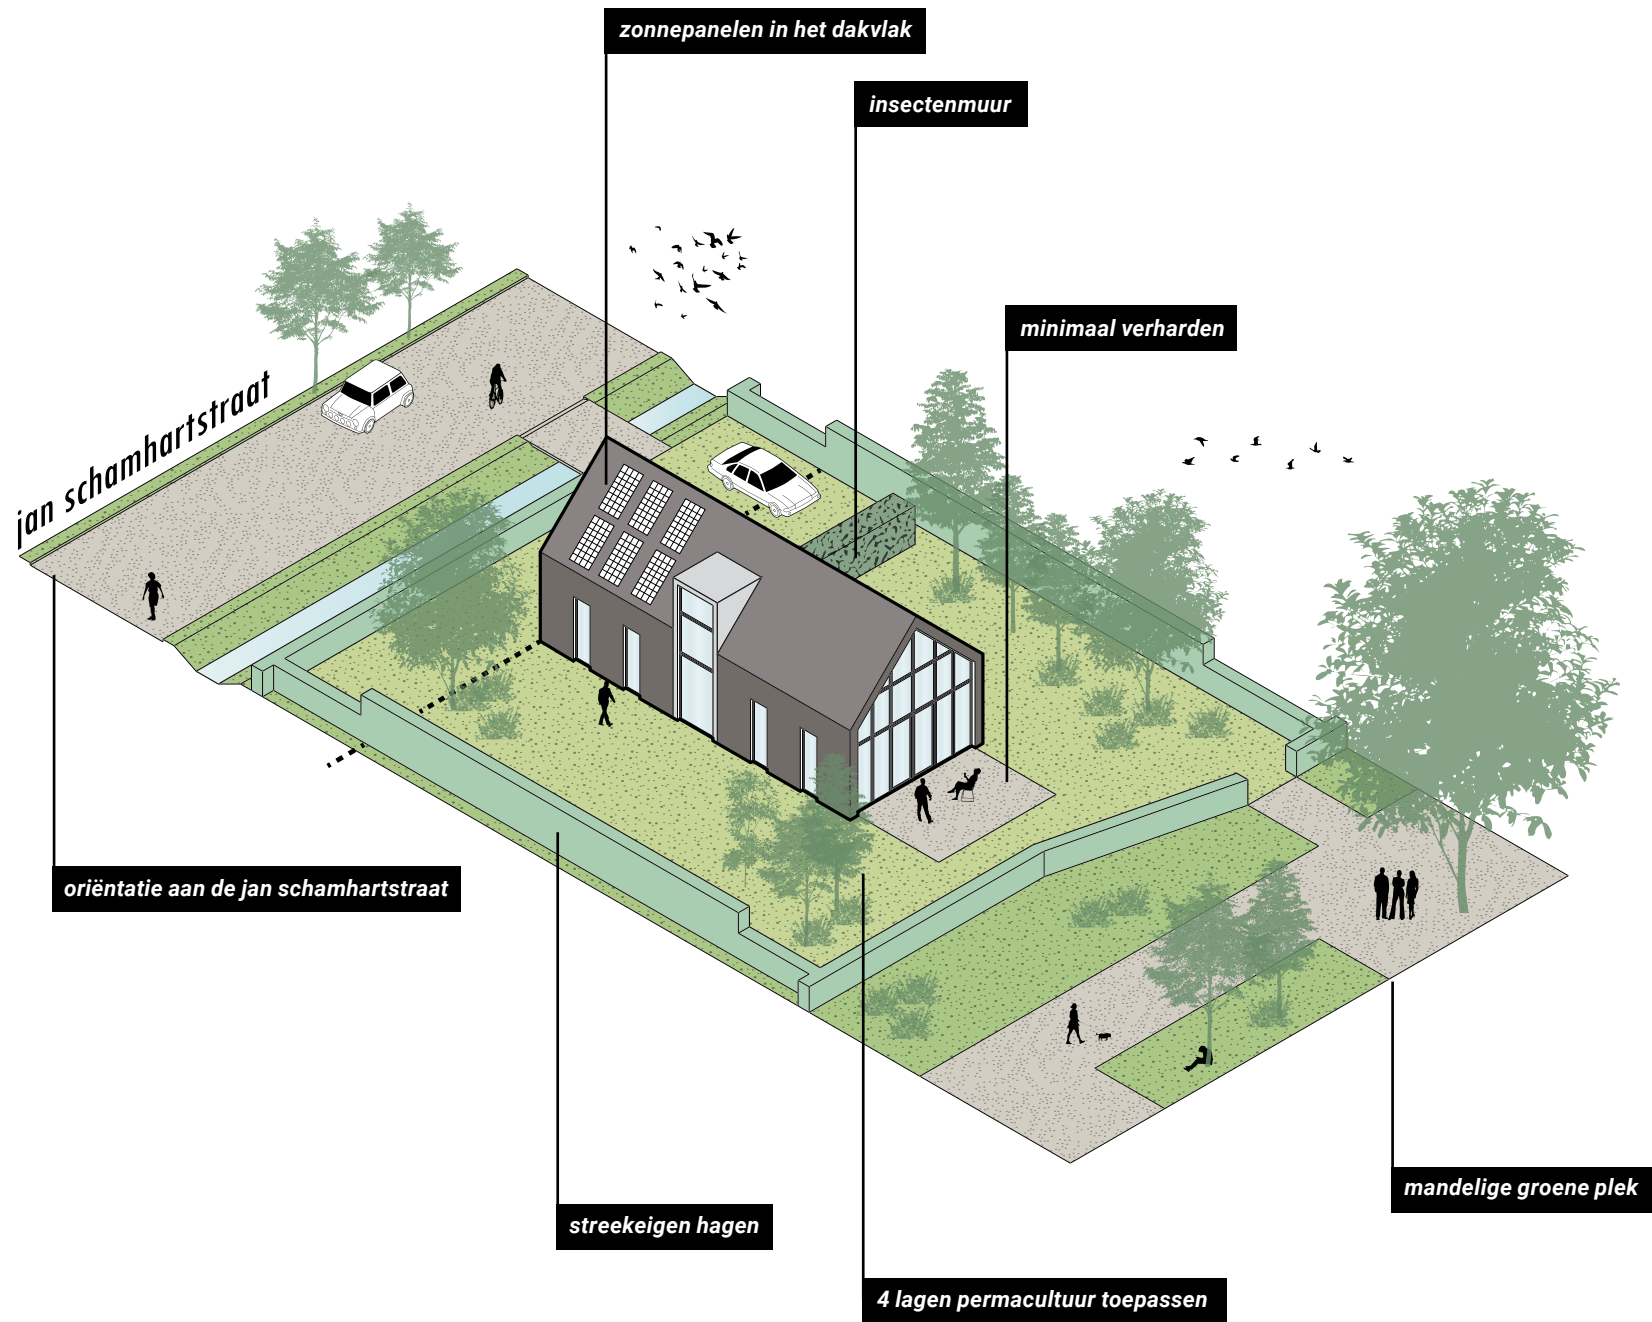 zonnepanelen in het dakvlak
insectenmuur
minimaal verharden
jan schamhartstraat
oriëntatie aan de jan schamhartstraat
mandelige groene plek
streekeigen hagen
4 lagen permacultuur toepassen